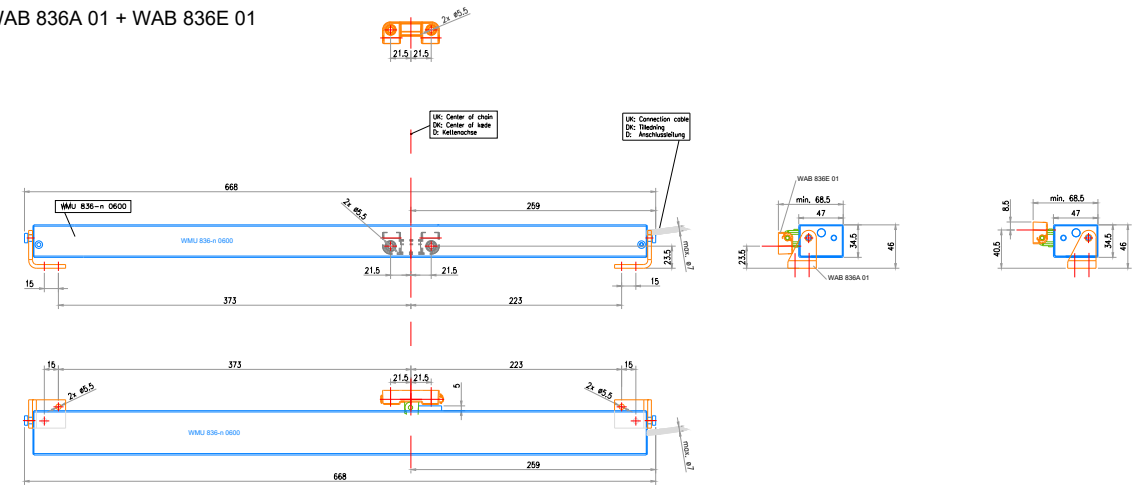 WAB 836A 01 + WAB 836E 01
2x ø5.5
21.5 21.5
UK: Center of chain
DK: Center of kæde
D: Kettenachse
UK: Connection cable
DK: Tilledning
D: Anschlussleitung
668
259
WMU 836-n 0600
2x ø5.5
WMU 836-n 0600
21.5 21.5
23.5
max. ø7
15
373
223
15
WAB 836E 01
min. 68.5
47
23.5
34.5
46
WAB 836A 01
min. 68.5
8.5
47
40.5
34.5
46
15
373
223
15
2x ø5.5
21.5 21.5
5
2x ø5.5
WMU 836-n 0600
max. ø7
259
668